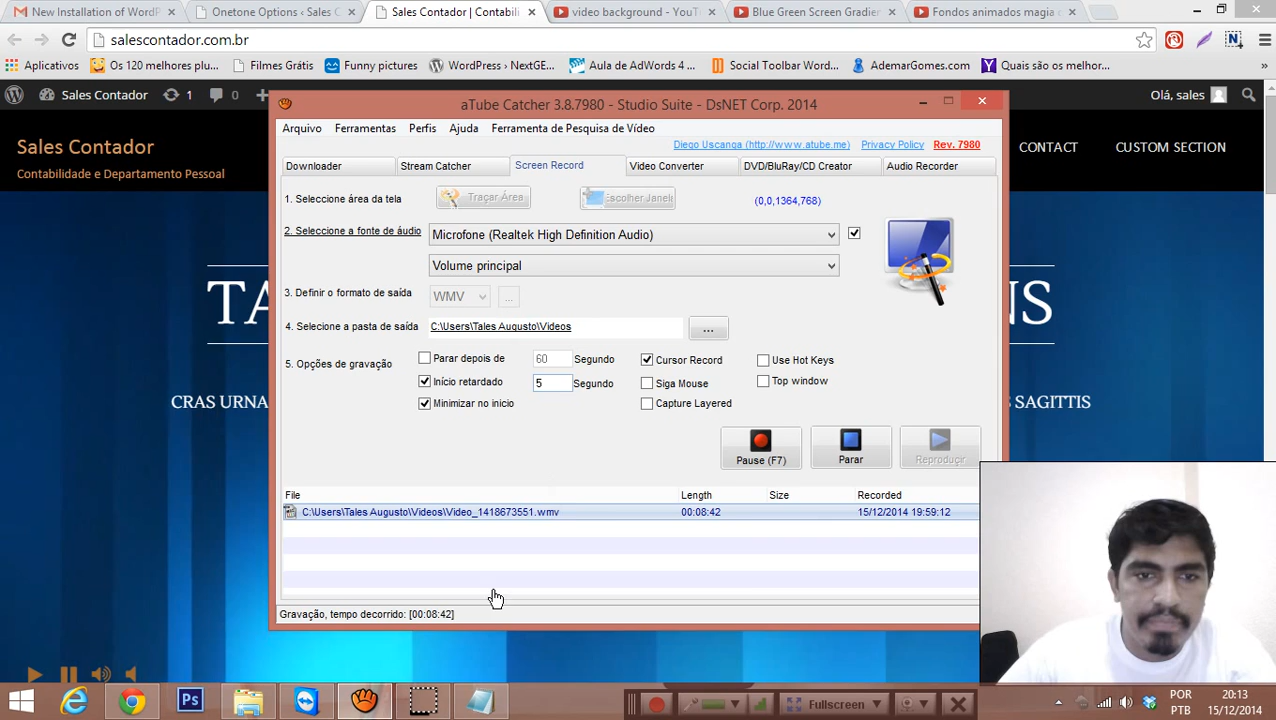 New Installation of WordP
Onetone Options ‹ Sales C
Sales Contador | Contabili
video background - YouT
Blue Green Screen Gradie
Fondos animados magia c
salescontador.com.br
Aplicativos
Os 120 melhores plu...
Filmes Grátis
Funny pictures
WordPress › NextGE...
Aula de AdWords 4 ...
Social Toolbar Word...
AdemarGomes.com
Quais são os melhor...
Sales Contador
1
0
Olá, sales
Sales Contador
Contabilidade e Departamento Pessoal
CONTACT
CUSTOM SECTION
aTube Catcher 3.8.7980 - Studio Suite - DsNET Corp. 2014
Arquivo
Ferramentas
Perfis
Ajuda
Ferramenta de Pesquisa de Vídeo
Diego Uscanga (http://www.atube.me)
Privacy Policy
Rev. 7980
Downloader
Stream Catcher
Screen Record
Video Converter
DVD/BluRay/CD Creator
Audio Recorder
1. Seleccione área da tela
Traçar Área
Escolher Janela
(0,0,1364,768)
2. Seleccione a fonte de áudio
Microfone (Realtek High Definition Audio)
Volume principal
3. Definir o formato de saída
WMV
...
4. Selecione a pasta de saída
C:\Users\Tales Augusto\Videos
...
5. Opções de gravação
Parar depois de
60
Segundo
Cursor Record
Use Hot Keys
Início retardado
5
Segundo
Siga Mouse
Top window
Minimizar no inicio
Capture Layered
TA
NS
CRAS URNA
SAGITTIS
Pause (F7)
Parar
Reproduçir
File
Length
Size
Recorded
C:\Users\Tales Augusto\Videos\Video_1418673551.wmv
00:08:42
15/12/2014 19:59:12
Gravação, tempo decorrido: [00:08:42]
Ps
Fullscreen
POR
PTB
20:13
15/12/2014